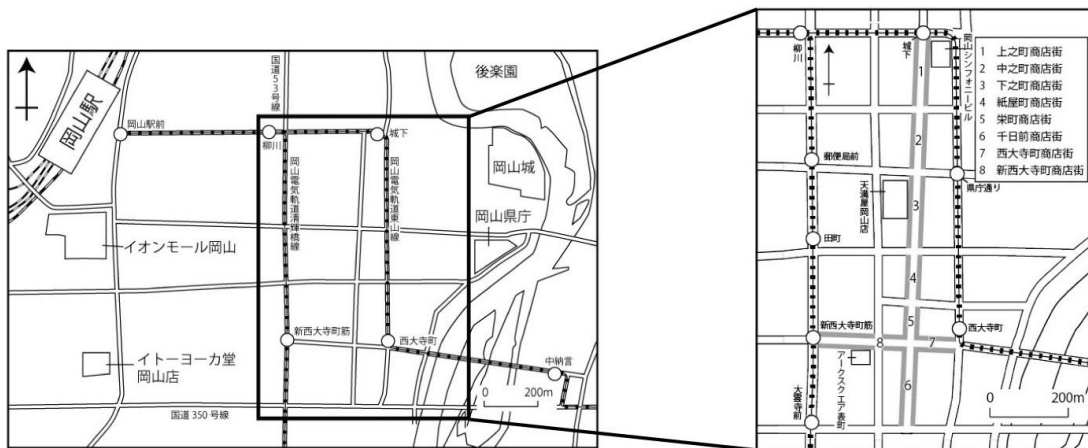 国道53号線
後楽園
岡山駅
岡山駅前
柳川
城下
岡山城
岡山電気軌道清輝橋線
岡山電気軌道東山線
岡山県庁
イオンモール岡山
新西大寺町筋
西大寺町
イトーヨーカ堂
岡山店
中納言
0 200m
国道350号線
柳川
城下
岡山シンフォニービル
1 上之町商店街
2 中之町商店街
3 下之町商店街
4 紙屋町商店街
5 栄町商店街
6 千日前商店街
7 西大寺町商店街
8 新西大寺町商店街
1
2
郵便局前
県庁通り
天満屋岡山店
3
田町
4
5
新西大寺町筋
西大寺町
8
7
アークスクエア表町
6
大雲寺前
0 200m